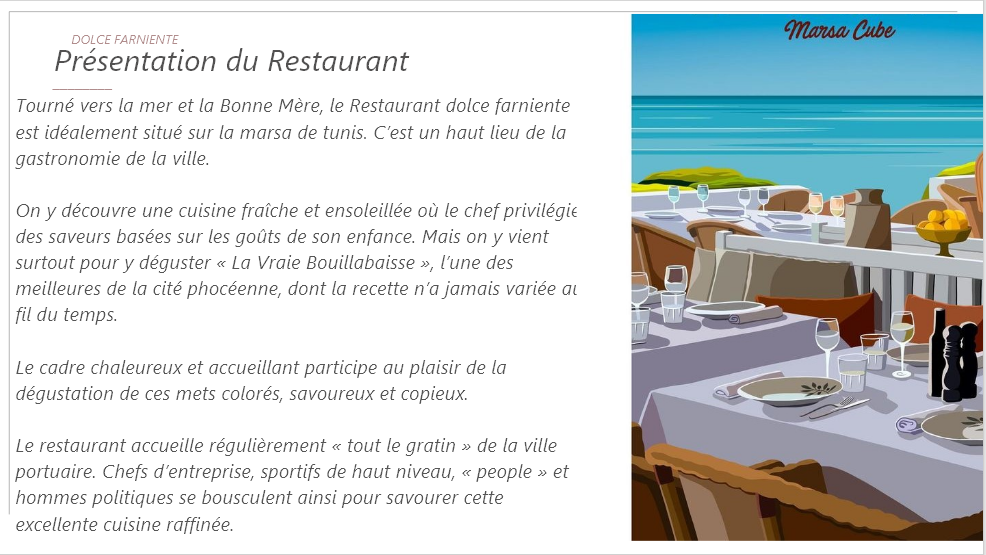 DOLCE FARNIENTE
Présentation du Restaurant
Tourné vers la mer et la Bonne Mère, le Restaurant dolce farniente
est idéalement situé sur la marsa de tunis. C’est un haut lieu de la
gastronomie de la ville.
On y découvre une cuisine fraîche et ensoleillée où le chef privilégie
des saveurs basées sur les goûts de son enfance. Mais on y vient
surtout pour y déguster « La Vraie Bouillabaisse », l’une des
meilleures de la cité phocéenne, dont la recette n’a jamais variée au
fil du temps.
Le cadre chaleureux et accueillant participe au plaisir de la
dégustation de ces mets colorés, savoureux et copieux.
Le restaurant accueille régulièrement « tout le gratin » de la ville
portuaire. Chefs d’entreprise, sportifs de haut niveau, « people » et
hommes politiques se bousculent ainsi pour savourer cette
excellente cuisine raffinée.
Marsa Cube